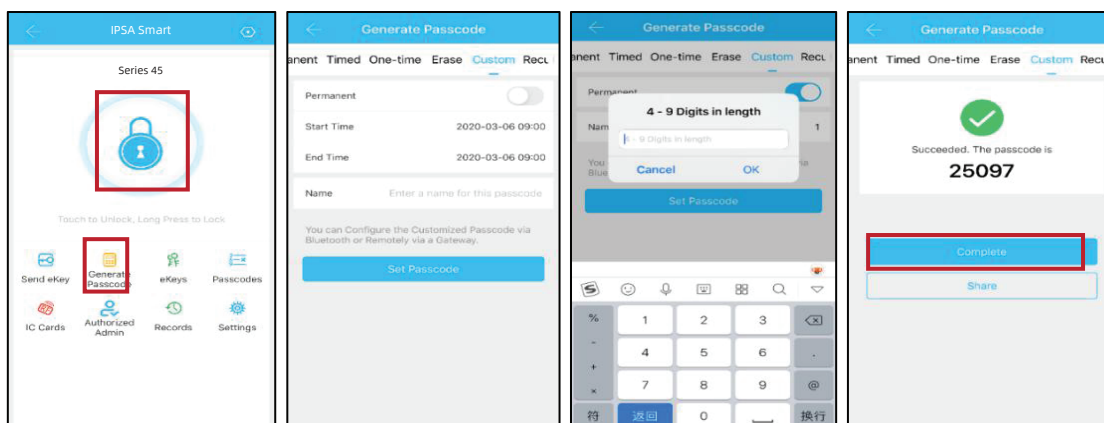 IPSA Smart
Series 45
Touch to Unlock, Long Press to Lock
Send eKey
Generate
Passcode
eKeys
Passcodes
IC Cards
Authorized
Admin
Records
Settings
Generate Passcode
anent Timed One-time Erase Custom Recu
Permanent
Start Time 2020-03-06 09:00
End Time 2020-03-06 09:00
Name Enter a name for this passcode
You can Configure the Customized Passcode via
Bluetooth or Remotely via a Gateway.
Set Passcode
Generate Passcode
anent Timed One-time Erase Custom Recu
Permanent
4 - 9 Digits in length
Nam 1
4 - 9 Digits in length
You
Blue
Cancel OK
Set Passcode
S
% 1 2 3
- 4 5 6 .
+
× 7 8 9 @
符 返回 0 换行
Generate Passcode
anent Timed One-time Erase Custom Recu
Succeeded. The passcode is
25097
Complete
Share